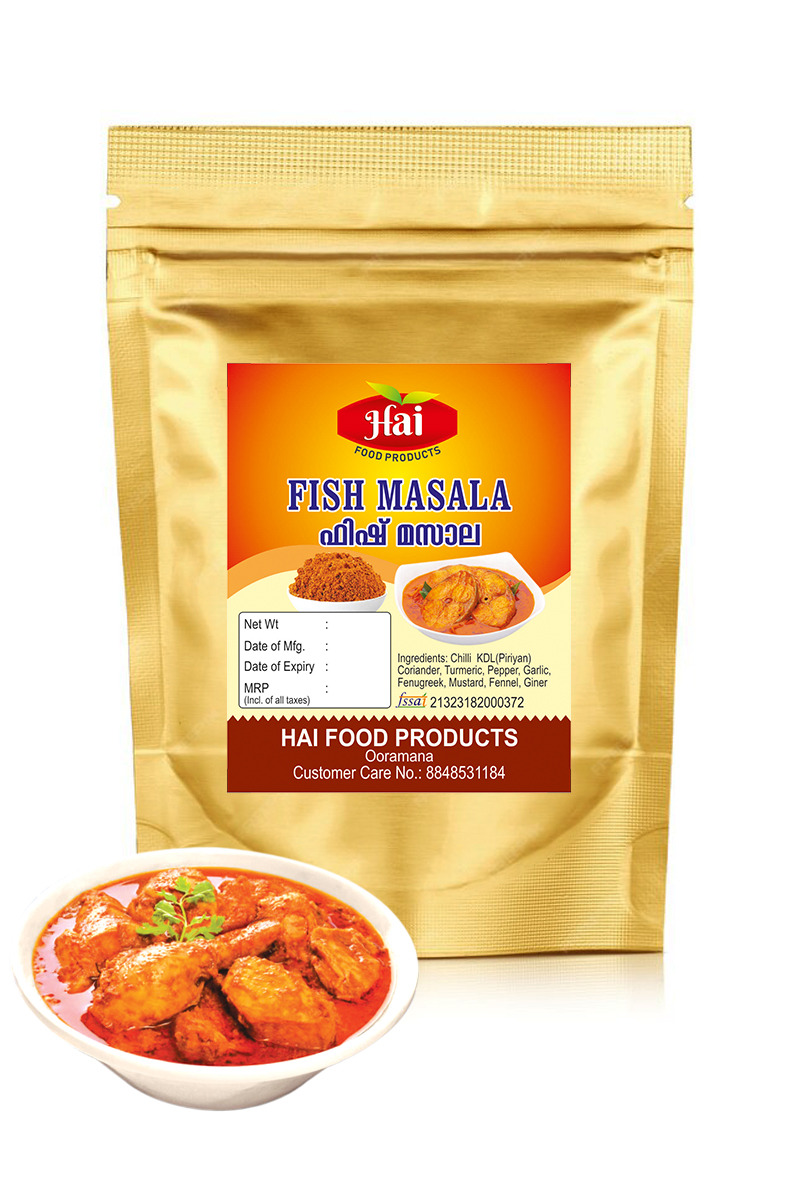 Hai
FOOD PRODUCTS
FISH MASALA
ഫിഷ് മസാല
Net Wt :
Date of Mfg. :
Date of Expiry :
MRP :
(Incl. of all taxes)
Ingredients: Chilli KDL(Piriyan)
Coriander, Turmeric, Pepper, Garlic,
Fenugreek, Mustard, Fennel, Giner
fssai 21323182000372
HAI FOOD PRODUCTS
Ooramana
Customer Care No.: 8848531184